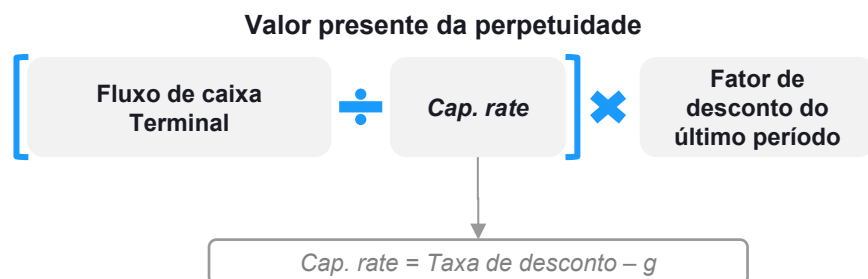 Valor presente da perpetuidade
Fluxo de caixa
Terminal
Cap. rate
Fator de
desconto do
último período
Cap. rate = Taxa de desconto – g